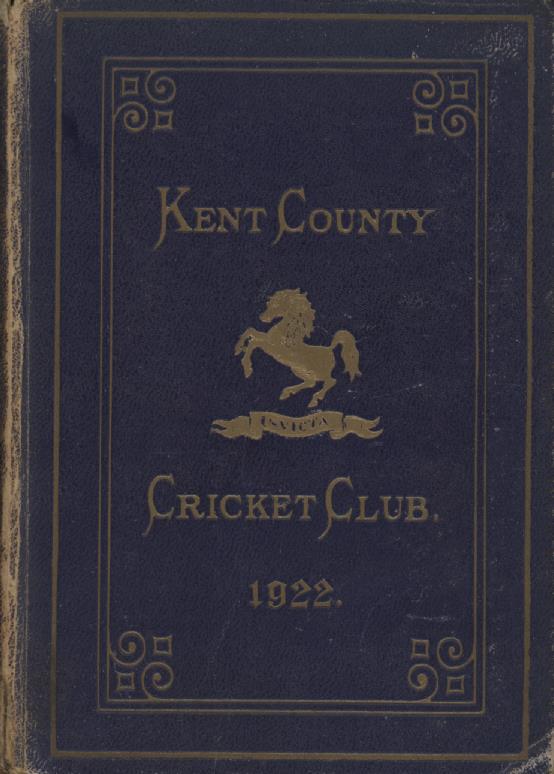 KENT COUNTY
INVICTA
CRICKET CLUB.
1922.